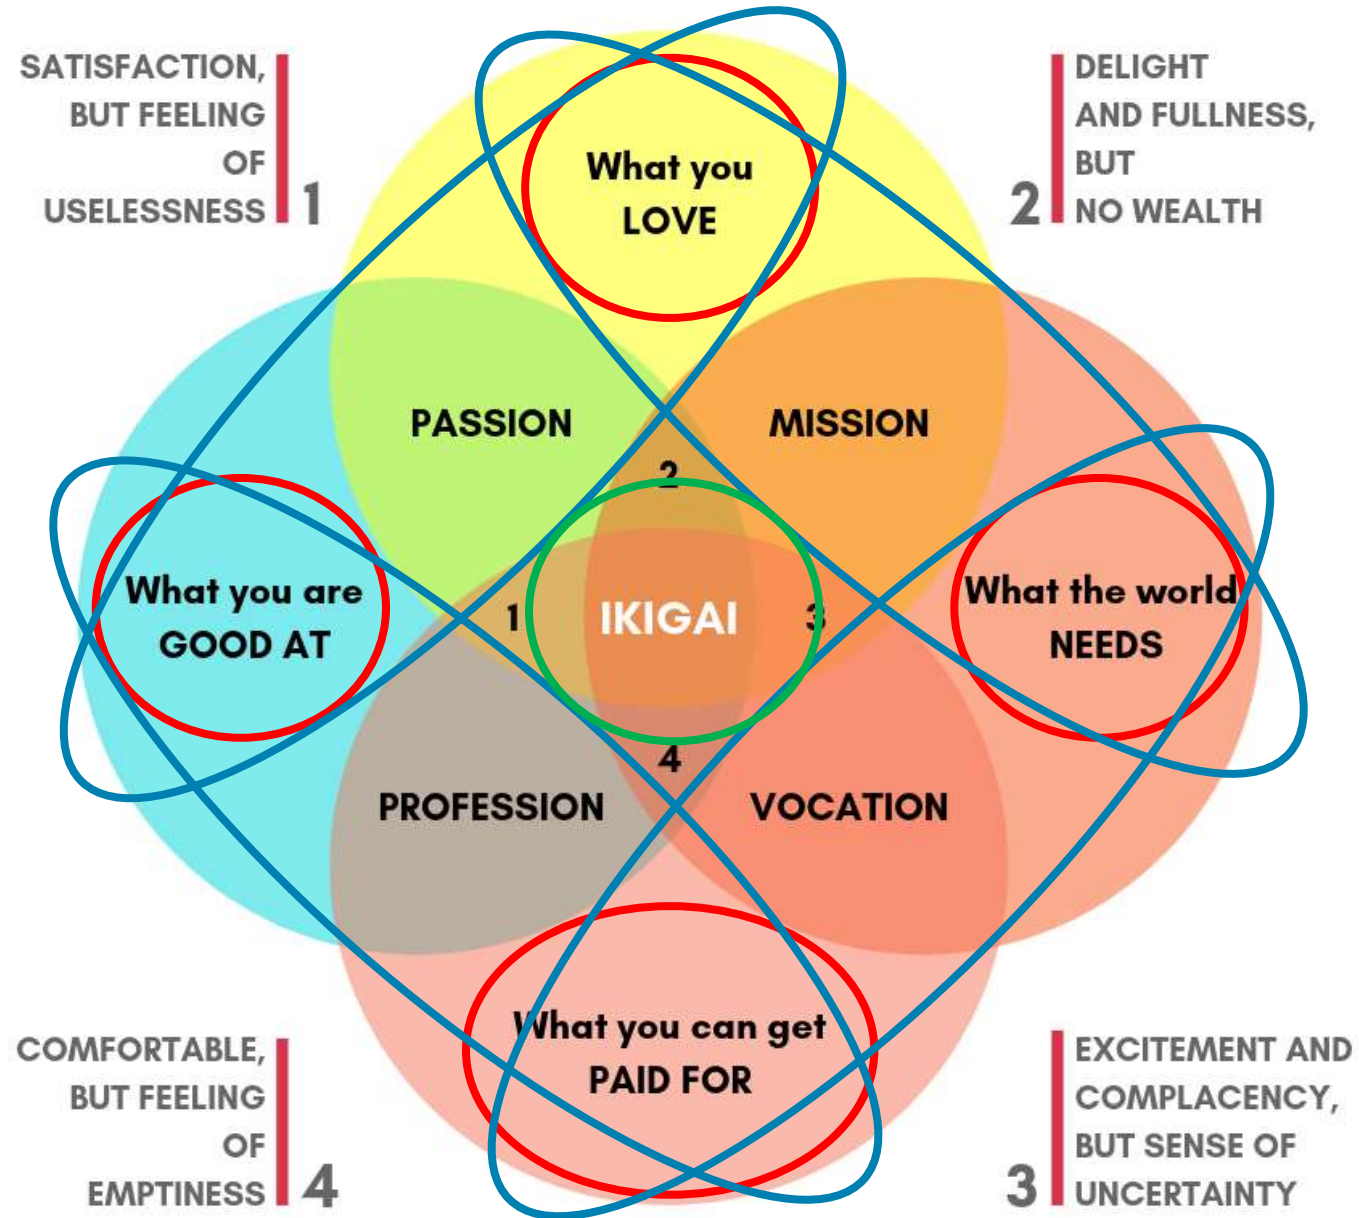 SATISFACTION,
BUT FEELING
OF
USELESSNESS
1
DELIGHT
AND FULLNESS,
BUT
NO WEALTH
2
What you
LOVE
PASSION
MISSION
2
What you are
GOOD AT
1
IKIGAI
3
What the world
NEEDS
4
PROFESSION
VOCATION
What you can get
PAID FOR
COMFORTABLE,
BUT FEELING
OF
EMPTINESS
4
EXCITEMENT AND
COMPLACENCY,
BUT SENSE OF
UNCERTAINTY
3